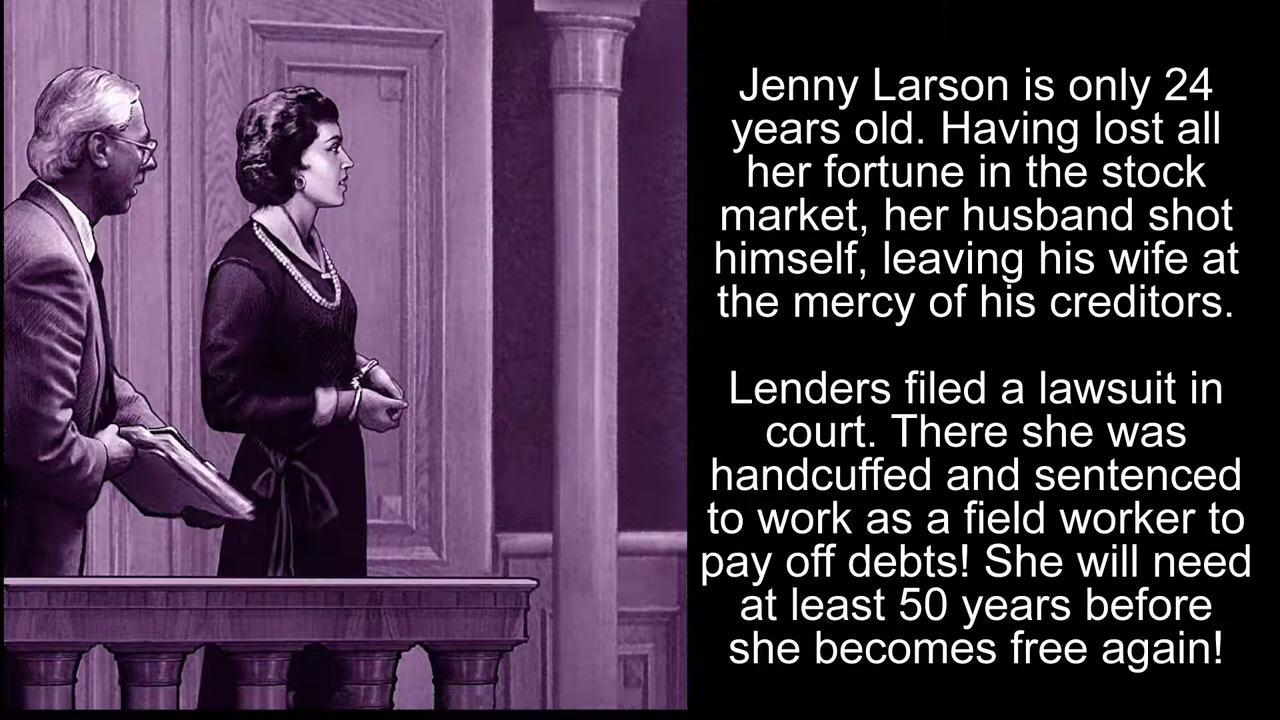 Jenny Larson is only 24
years old. Having lost all
her fortune in the stock
market, her husband shot
himself, leaving his wife at
the mercy of his creditors.
Lenders filed a lawsuit in
court. There she was
handcuffed and sentenced
to work as a field worker to
pay off debts! She will need
at least 50 years before
she becomes free again!